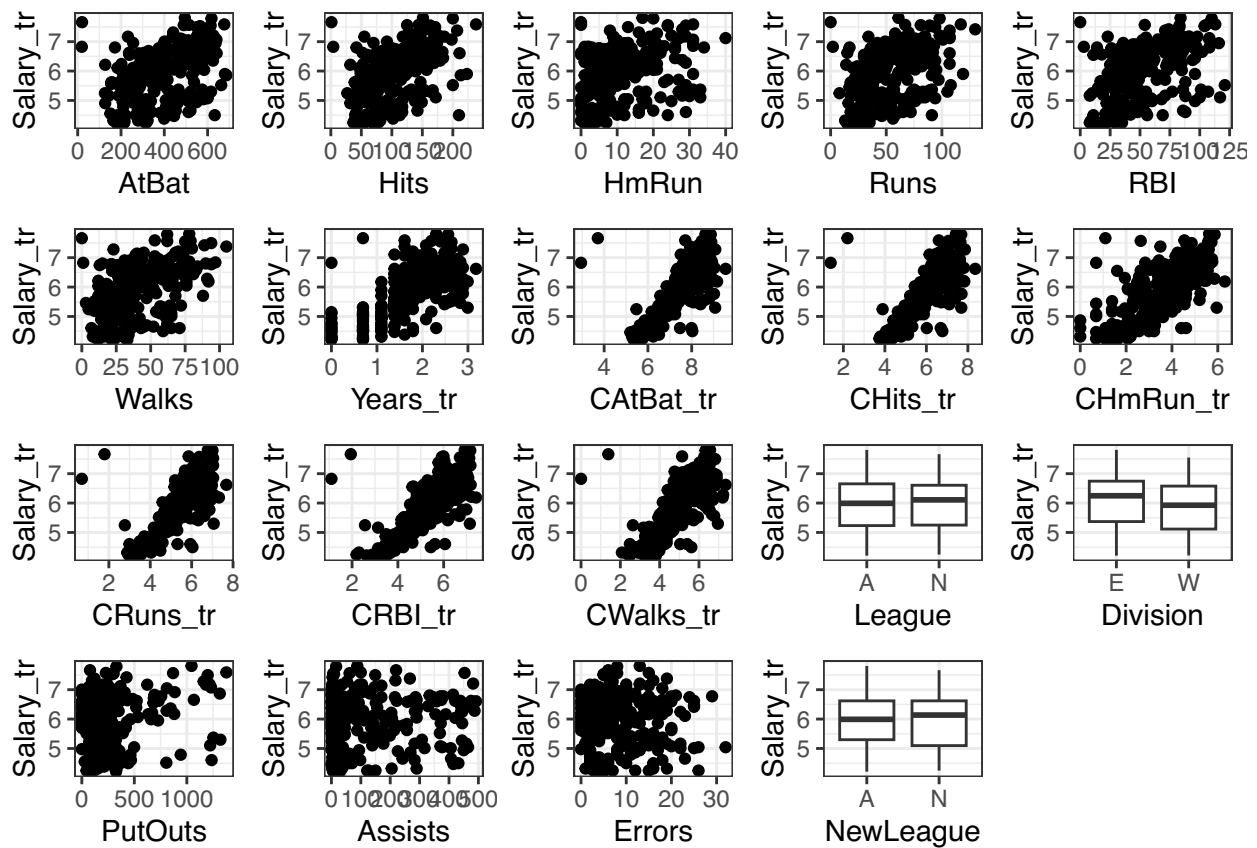 Salary_tr
7
6
5
0 200 400 600
AtBat
Salary_tr
7
6
5
0 50 100 150 200
Hits
Salary_tr
7
6
5
0 10 20 30 40
HmRun
Salary_tr
7
6
5
0 50 100
Runs
Salary_tr
7
6
5
0 25 50 75 100 125
RBI
Salary_tr
7
6
5
0 25 50 75 100
Walks
Salary_tr
7
6
5
0 1 2 3
Years_tr
Salary_tr
7
6
5
4 6 8
CAtBat_tr
Salary_tr
7
6
5
2 4 6 8
CHits_tr
Salary_tr
7
6
5
0 2 4 6
CHmRun_tr
Salary_tr
7
6
5
2 4 6 8
CRuns_tr
Salary_tr
7
6
5
2 4 6
CRBI_tr
Salary_tr
7
6
5
0 2 4 6
CWalks_tr
Salary_tr
7
6
5
A N
League
Salary_tr
7
6
5
E W
Division
Salary_tr
7
6
5
0 500 1000
PutOuts
Salary_tr
7
6
5
0 100 200 300 400 500
Assists
Salary_tr
7
6
5
0 10 20 30
Errors
Salary_tr
7
6
5
A N
NewLeague